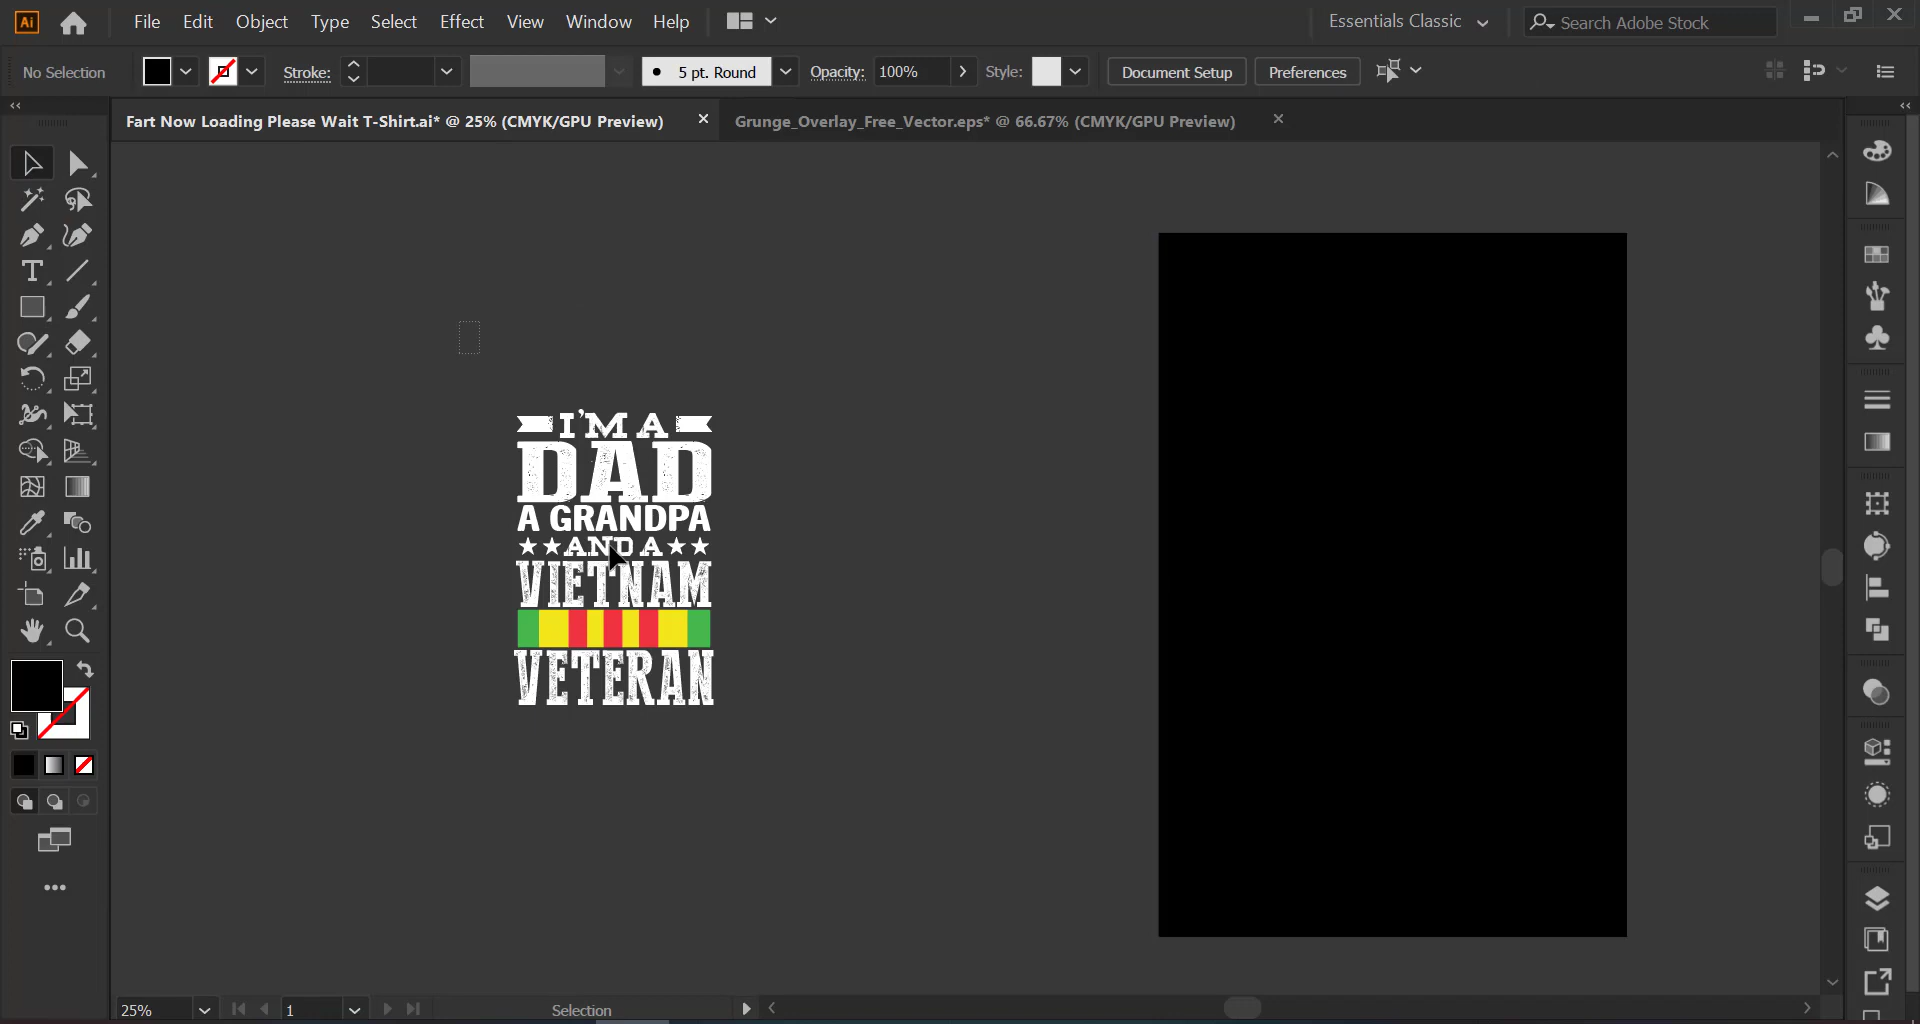 Ai File Edit Object Type Select Effect View Window Help Essentials Classic Search Adobe Stock
No Selection Stroke: 5 pt. Round Opacity: 100% Style: Document Setup Preferences
Fart Now Loading Please Wait T-Shirt.ai* @ 25% (CMYK/GPU Preview) Grunge_Overlay_Free_Vector.eps* @ 66.67% (CMYK/GPU Preview)
I'M A
DAD
A GRANDPA
AND A
VIETNAM
VETERAN
25% 1 Selection